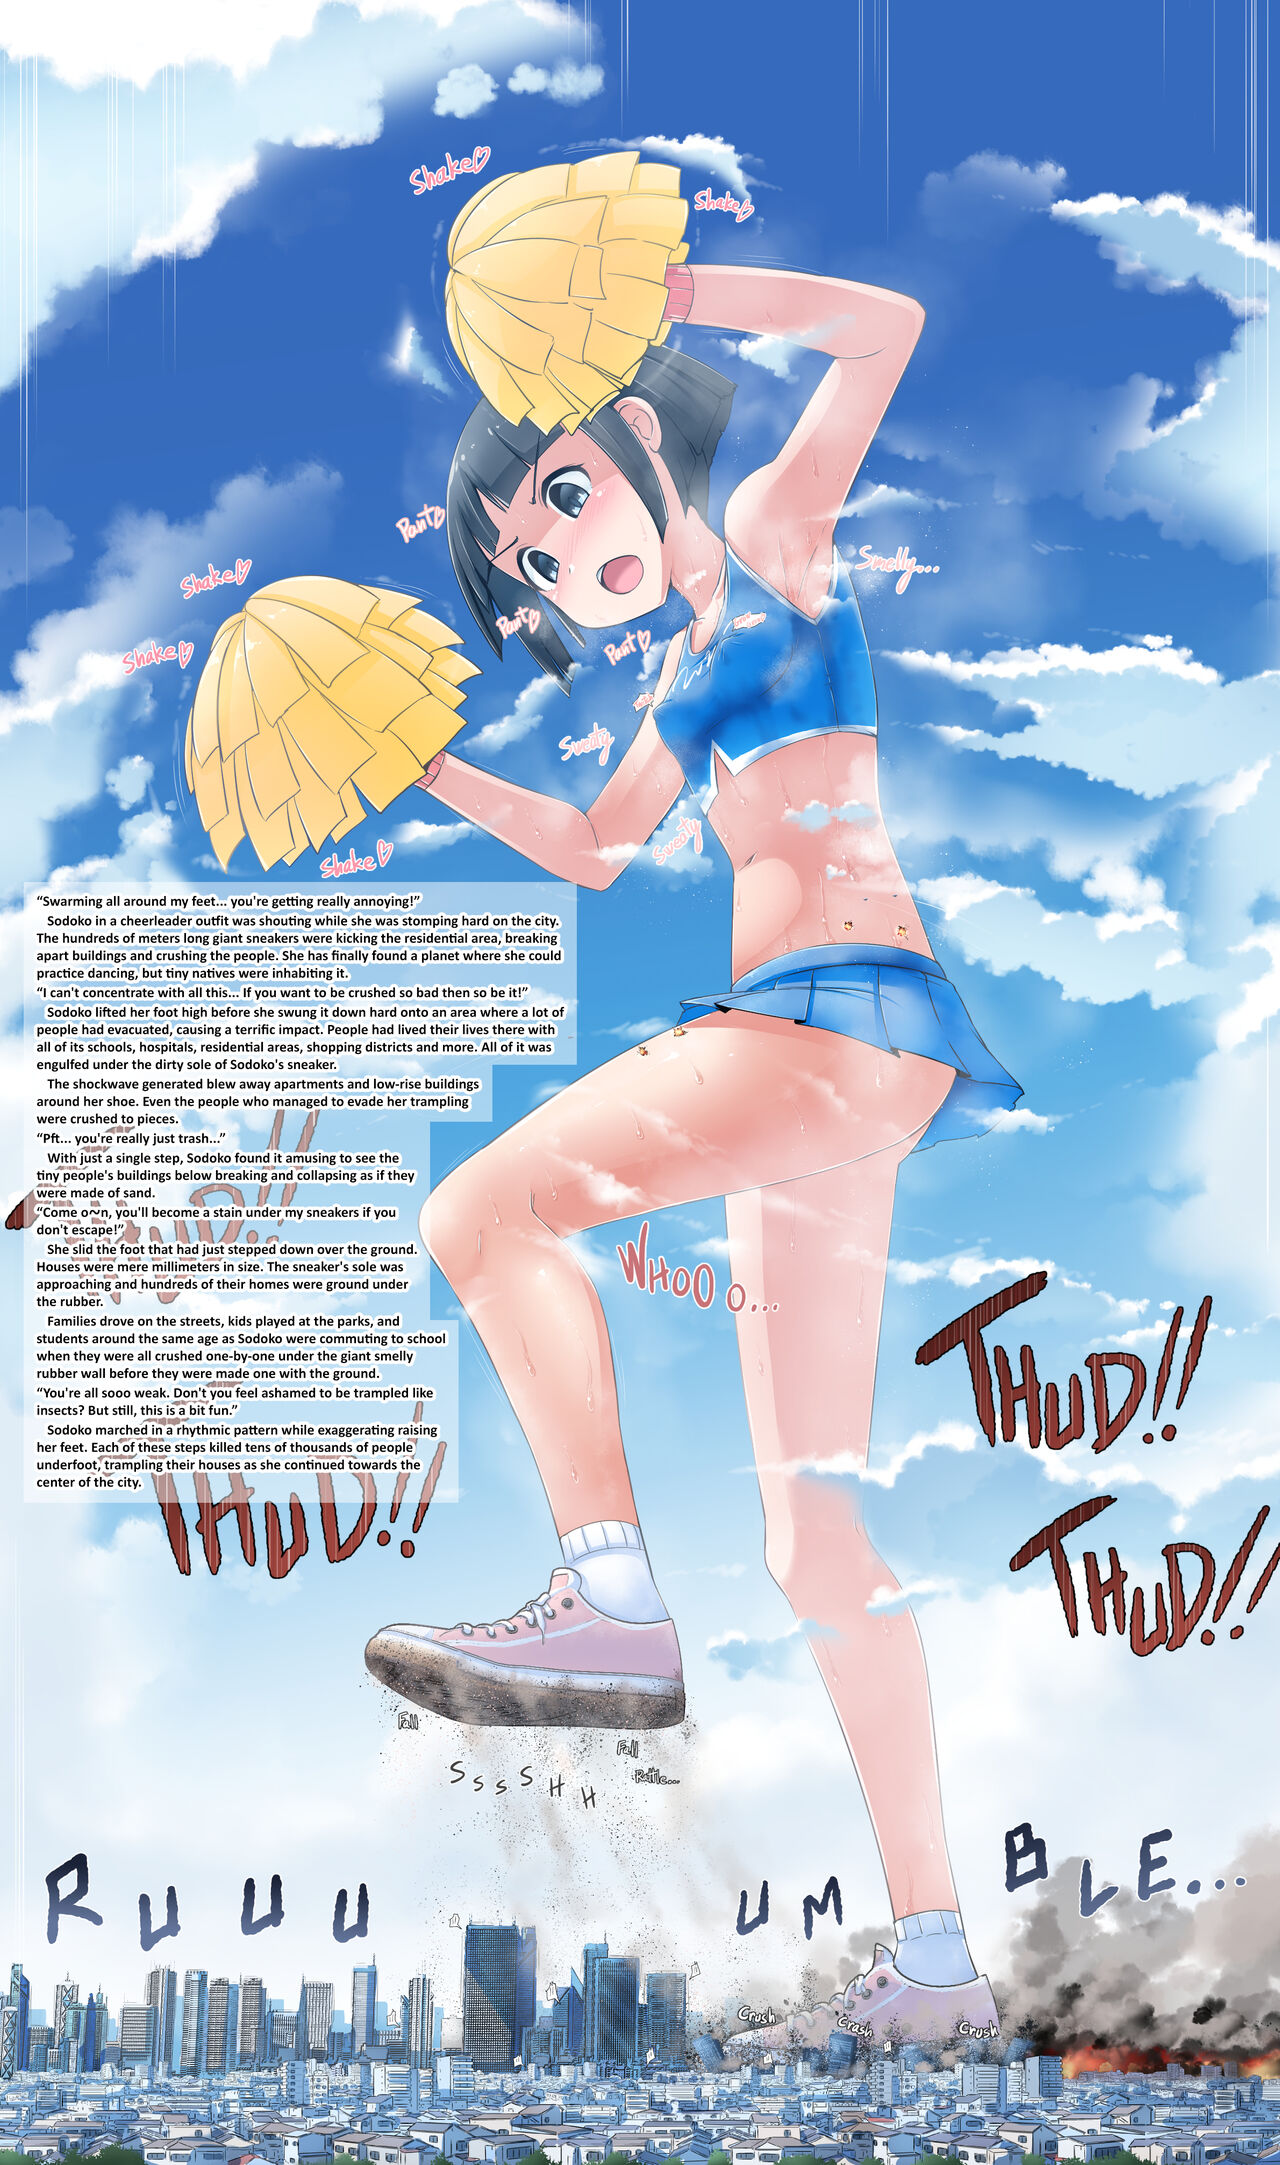 Shake♡
Shake♡
Pant♡
Smelly...
Shake♡
Pant♡
Pant♡
Shake♡
Sweaty
Sweaty
Shake♡
“Swarming all around my feet... you're getting really annoying!”
Sodoko in a cheerleader outfit was shouting while she was stomping hard on the city.
The hundreds of meters long giant sneakers were kicking the residential area, breaking
apart buildings and crushing the people. She has finally found a planet where she could
practice dancing, but tiny natives were inhabiting it.
“I can't concentrate with all this... If you want to be crushed so bad then so be it!”
Sodoko lifted her foot high before she swung it down hard onto an area where a lot of
people had evacuated, causing a terrific impact. People had lived their lives there with
all of its schools, hospitals, residential areas, shopping districts and more. All of it was
engulfed under the dirty sole of Sodoko's sneaker.
The shockwave generated blew away apartments and low-rise buildings
around her shoe. Even the people who managed to evade her trampling
were crushed to pieces.
“Pft... you're really just trash...”
With just a single step, Sodoko found it amusing to see the
tiny people's buildings below breaking and collapsing as if they
were made of sand.
“Come o~n, you'll become a stain under my sneakers if you
don't escape!”
She slid the foot that had just stepped down over the ground.
Houses were mere millimeters in size. The sneaker's sole was
approaching and hundreds of their homes were ground under
the rubber.
Families drove on the streets, kids played at the parks, and
students around the same age as Sodoko were commuting to school
when they were all crushed one-by-one under the giant smelly
rubber wall before they were made one with the ground.
“You're all sooo weak. Don't you feel ashamed to be trampled like
insects? But still, this is a bit fun.”
Sodoko marched in a rhythmic pattern while exaggerating raising
her feet. Each of these steps killed tens of thousands of people
underfoot, trampling their houses as she continued towards the
center of the city.
WHOOO...
THUD!!
THUD!!
THUD!!
THUD!!
Fall
Fall
Rattle...
SSSSHH
RUUUUMBLE...
Crush
Crash
Crush